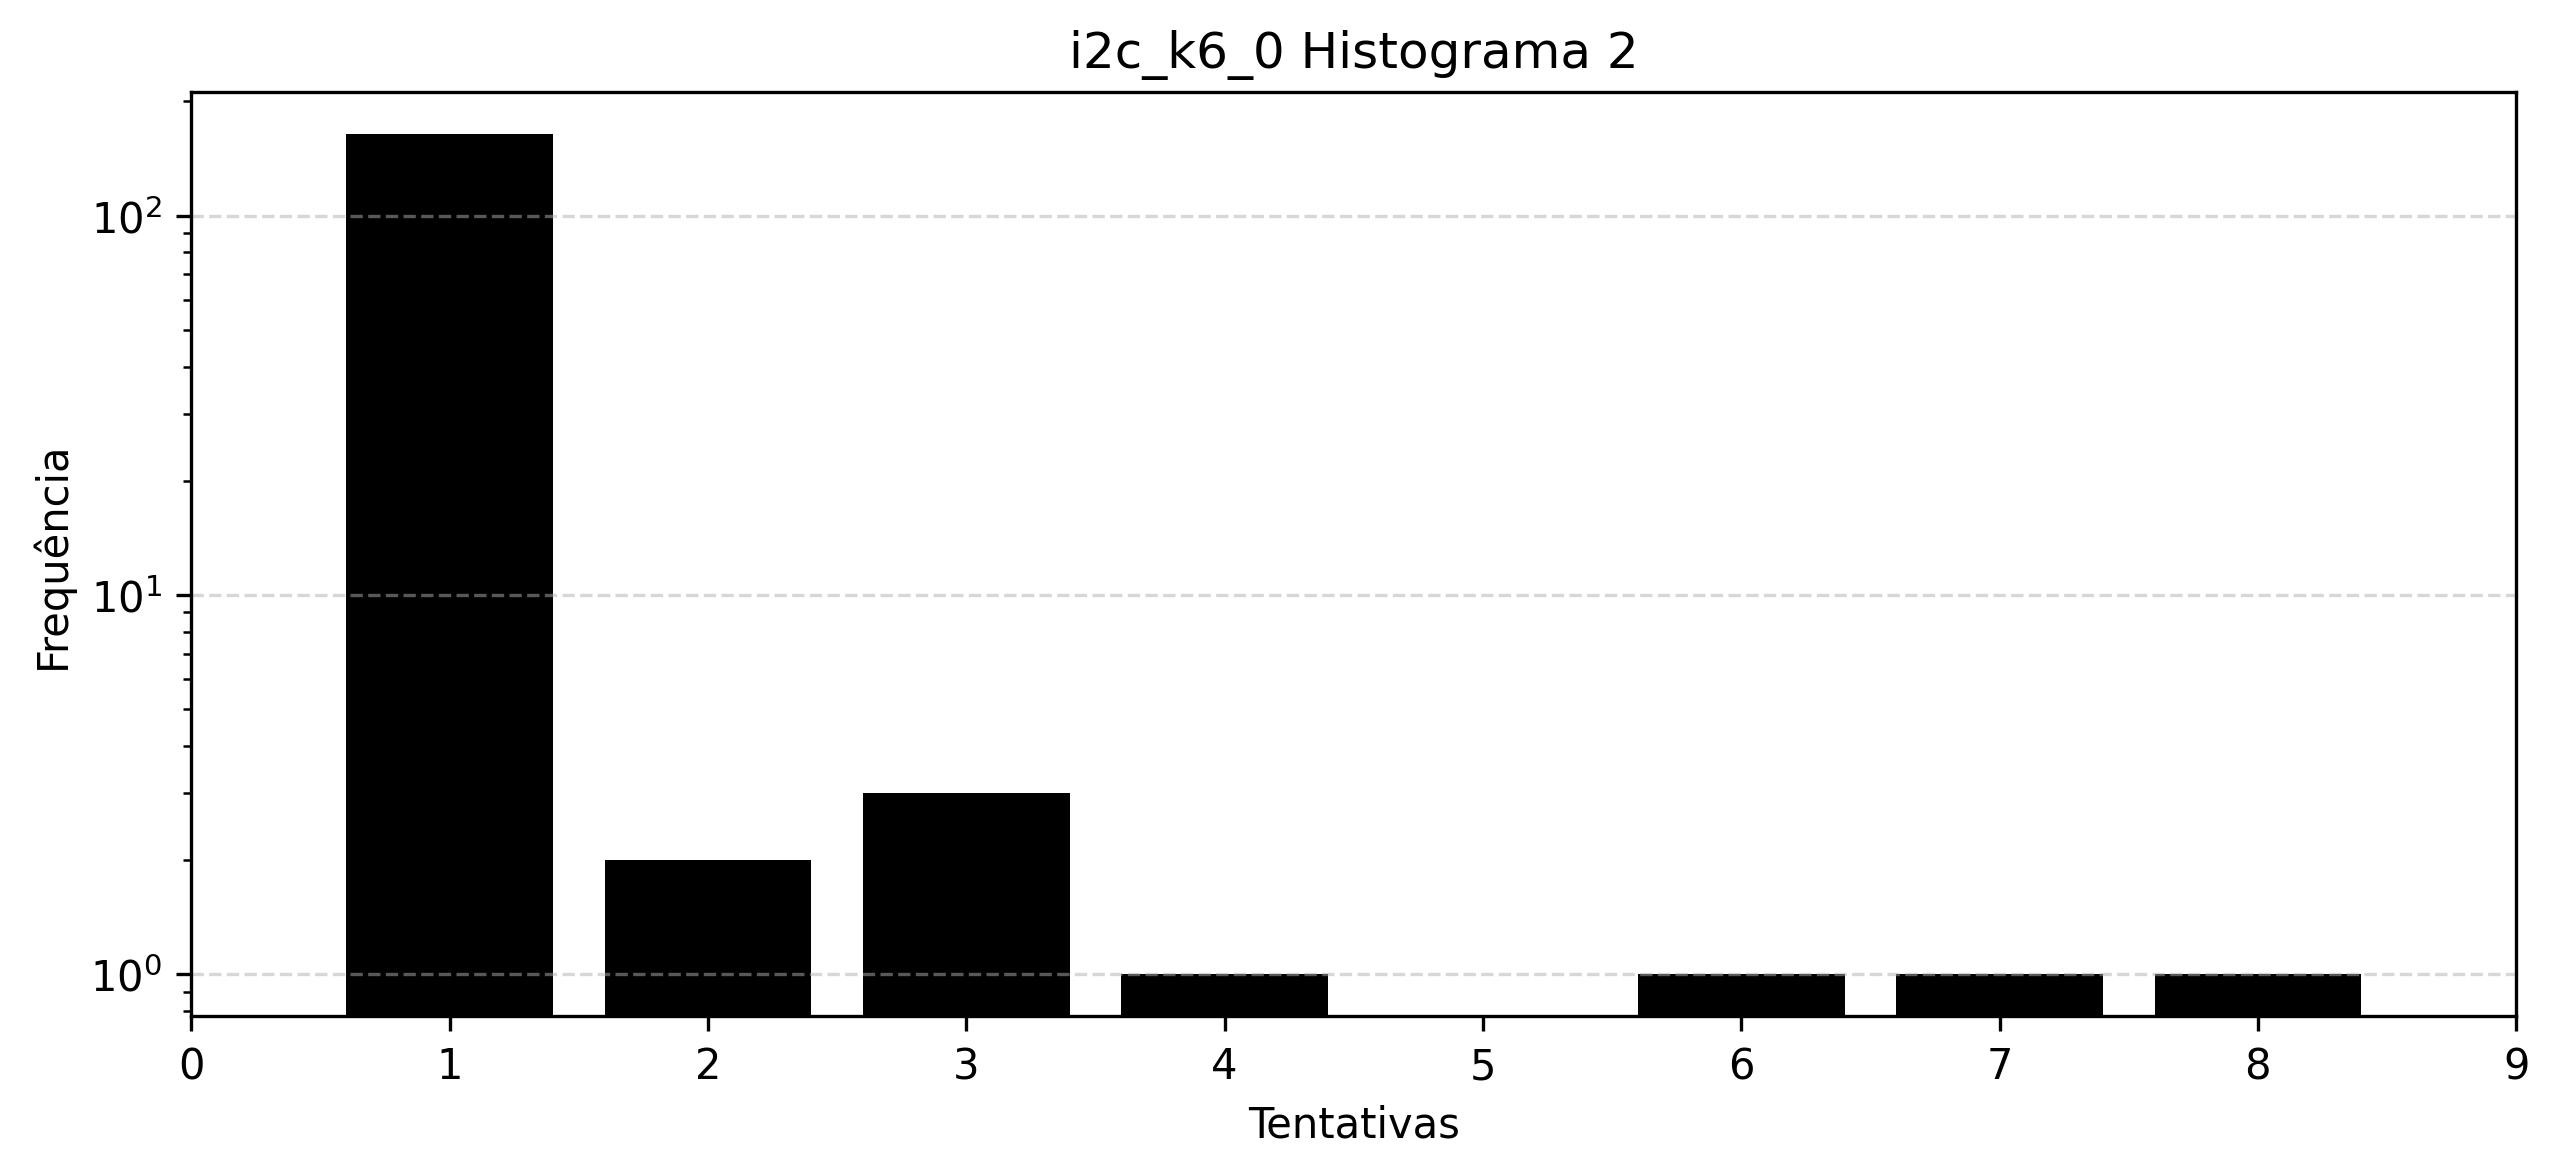 i2c_k6_0 Histograma 2
Frequência
10²
10¹
10⁰
0 1 2 3 4 5 6 7 8 9
Tentativas